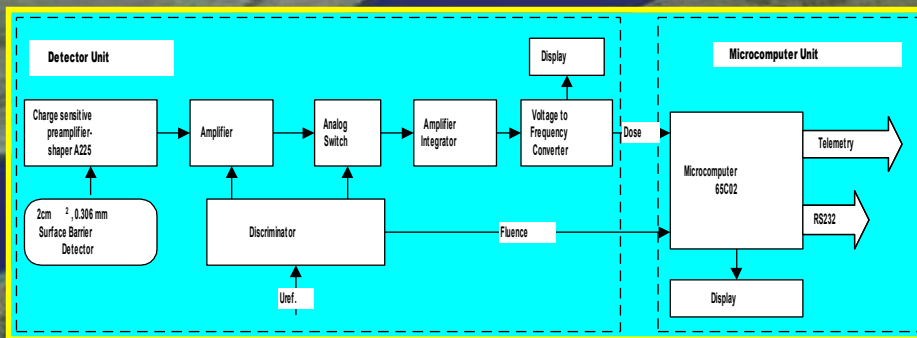 Detector Unit
Microcomputer Unit
Display
Charge sensitive
preamplifier-
shaper A225
Amplifier
Analog
Switch
Amplifier
Integrator
Voltage to
Frequency
Converter
Dose
Microcomputer
65C02
Telemetry
RS232
2cm 2 , 0.306 mm
Surface Barrier
Detector
Discriminator
Fluence
Uref.
Display